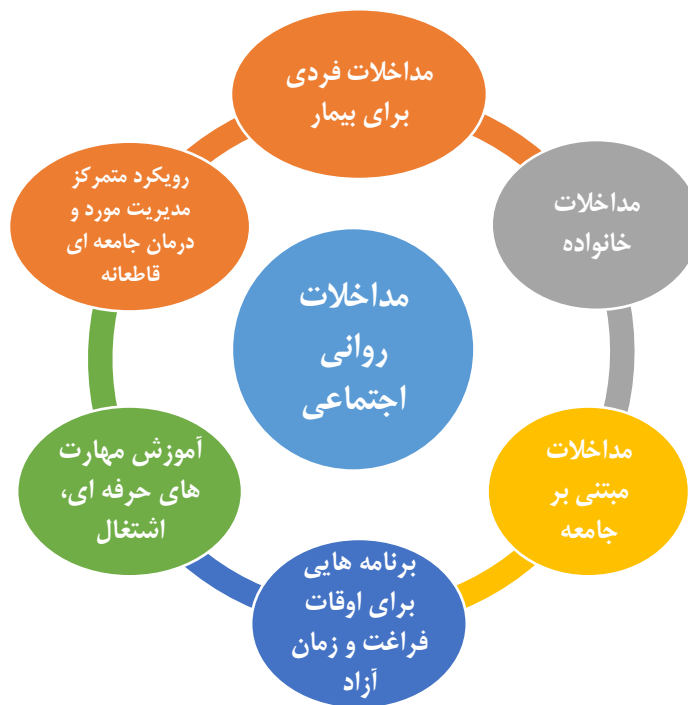 مداخلات فردی
برای بیمار
مداخلات
خانواده
مداخلات
مبتنی بر
جامعه
برنامه هایی
برای اوقات
فراغت و زمان
آزاد
آموزش مهارت
های حرفه ای،
اشتغال
رویکرد متمرکز
مدیریت مورد و
درمان جامعه ای
قاطعانه
مداخلات
روانی
اجتماعی